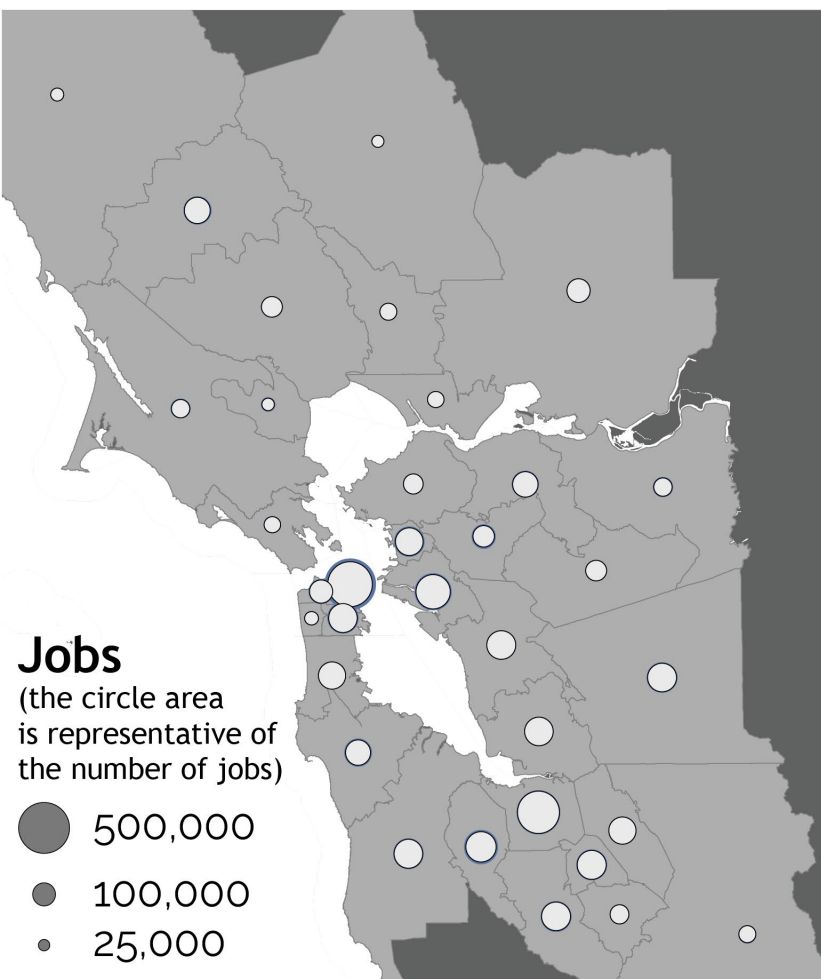 Jobs
(the circle area
is representative of
the number of jobs)
500,000
100,000
25,000